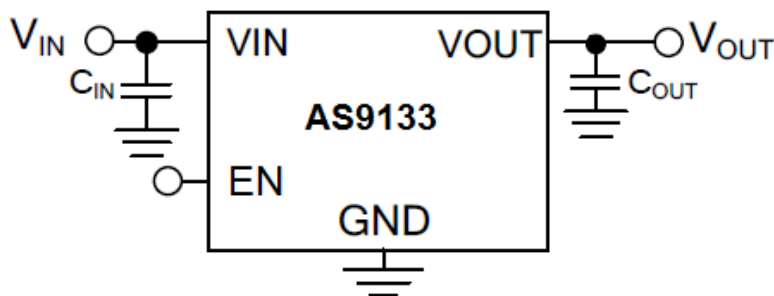 VIN VIN VOUT VOUT
CIN COUT
AS9133
EN
GND